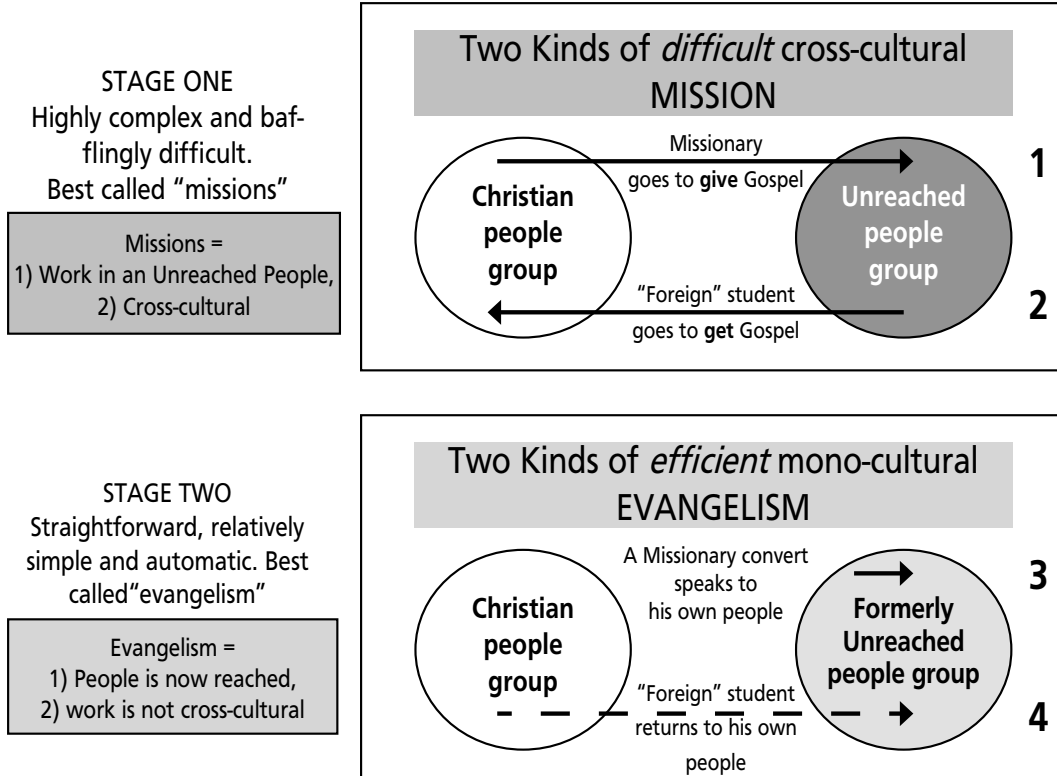 STAGE ONE
Highly complex and baf-
flingly difficult.
Best called “missions”
Missions =
1) Work in an Unreached People,
2) Cross-cultural
Two Kinds of difficult cross-cultural
MISSION
Missionary
goes to give Gospel
Christian
people
group
Unreached
people
group
“Foreign” student
goes to get Gospel
1
2
STAGE TWO
Straightforward, relatively
simple and automatic. Best
called“evangelism”
Evangelism =
1) People is now reached,
2) work is not cross-cultural
Two Kinds of efficient mono-cultural
EVANGELISM
A Missionary convert
speaks to
his own people
Christian
people
group
Formerly
Unreached
people group
“Foreign” student
returns to his own
people
3
4